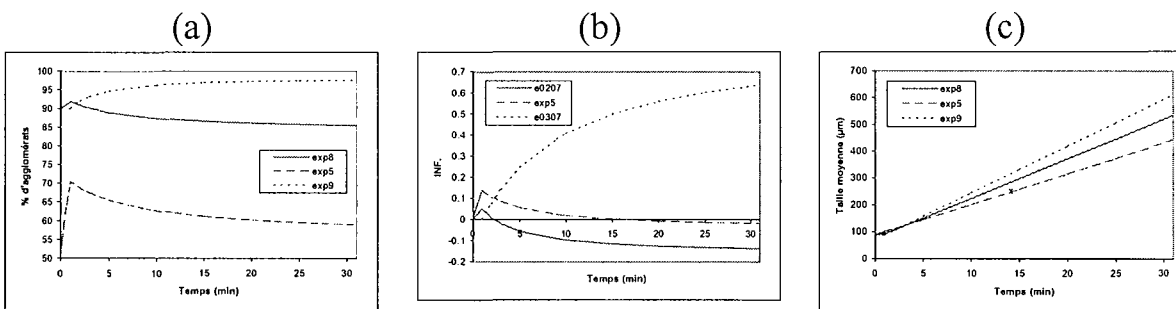 (a)
(b)
(c)
% d'agglomérats
100
95
90
85
80
75
70
65
60
55
50
exp8
exp5
exp9
0
5
10
15
20
25
30
Temps (min)
INF.
0.7
0.6
0.5
0.4
0.3
0.2
0.1
0
-0.1
-0.2
e0207
exp5
e0307
5
10
15
20
25
30
Temps (min)
Taille moyenne (µm)
700
600
500
400
300
200
100
0
exp8
exp5
exp9
0
5
10
15
20
25
30
Temps (min)